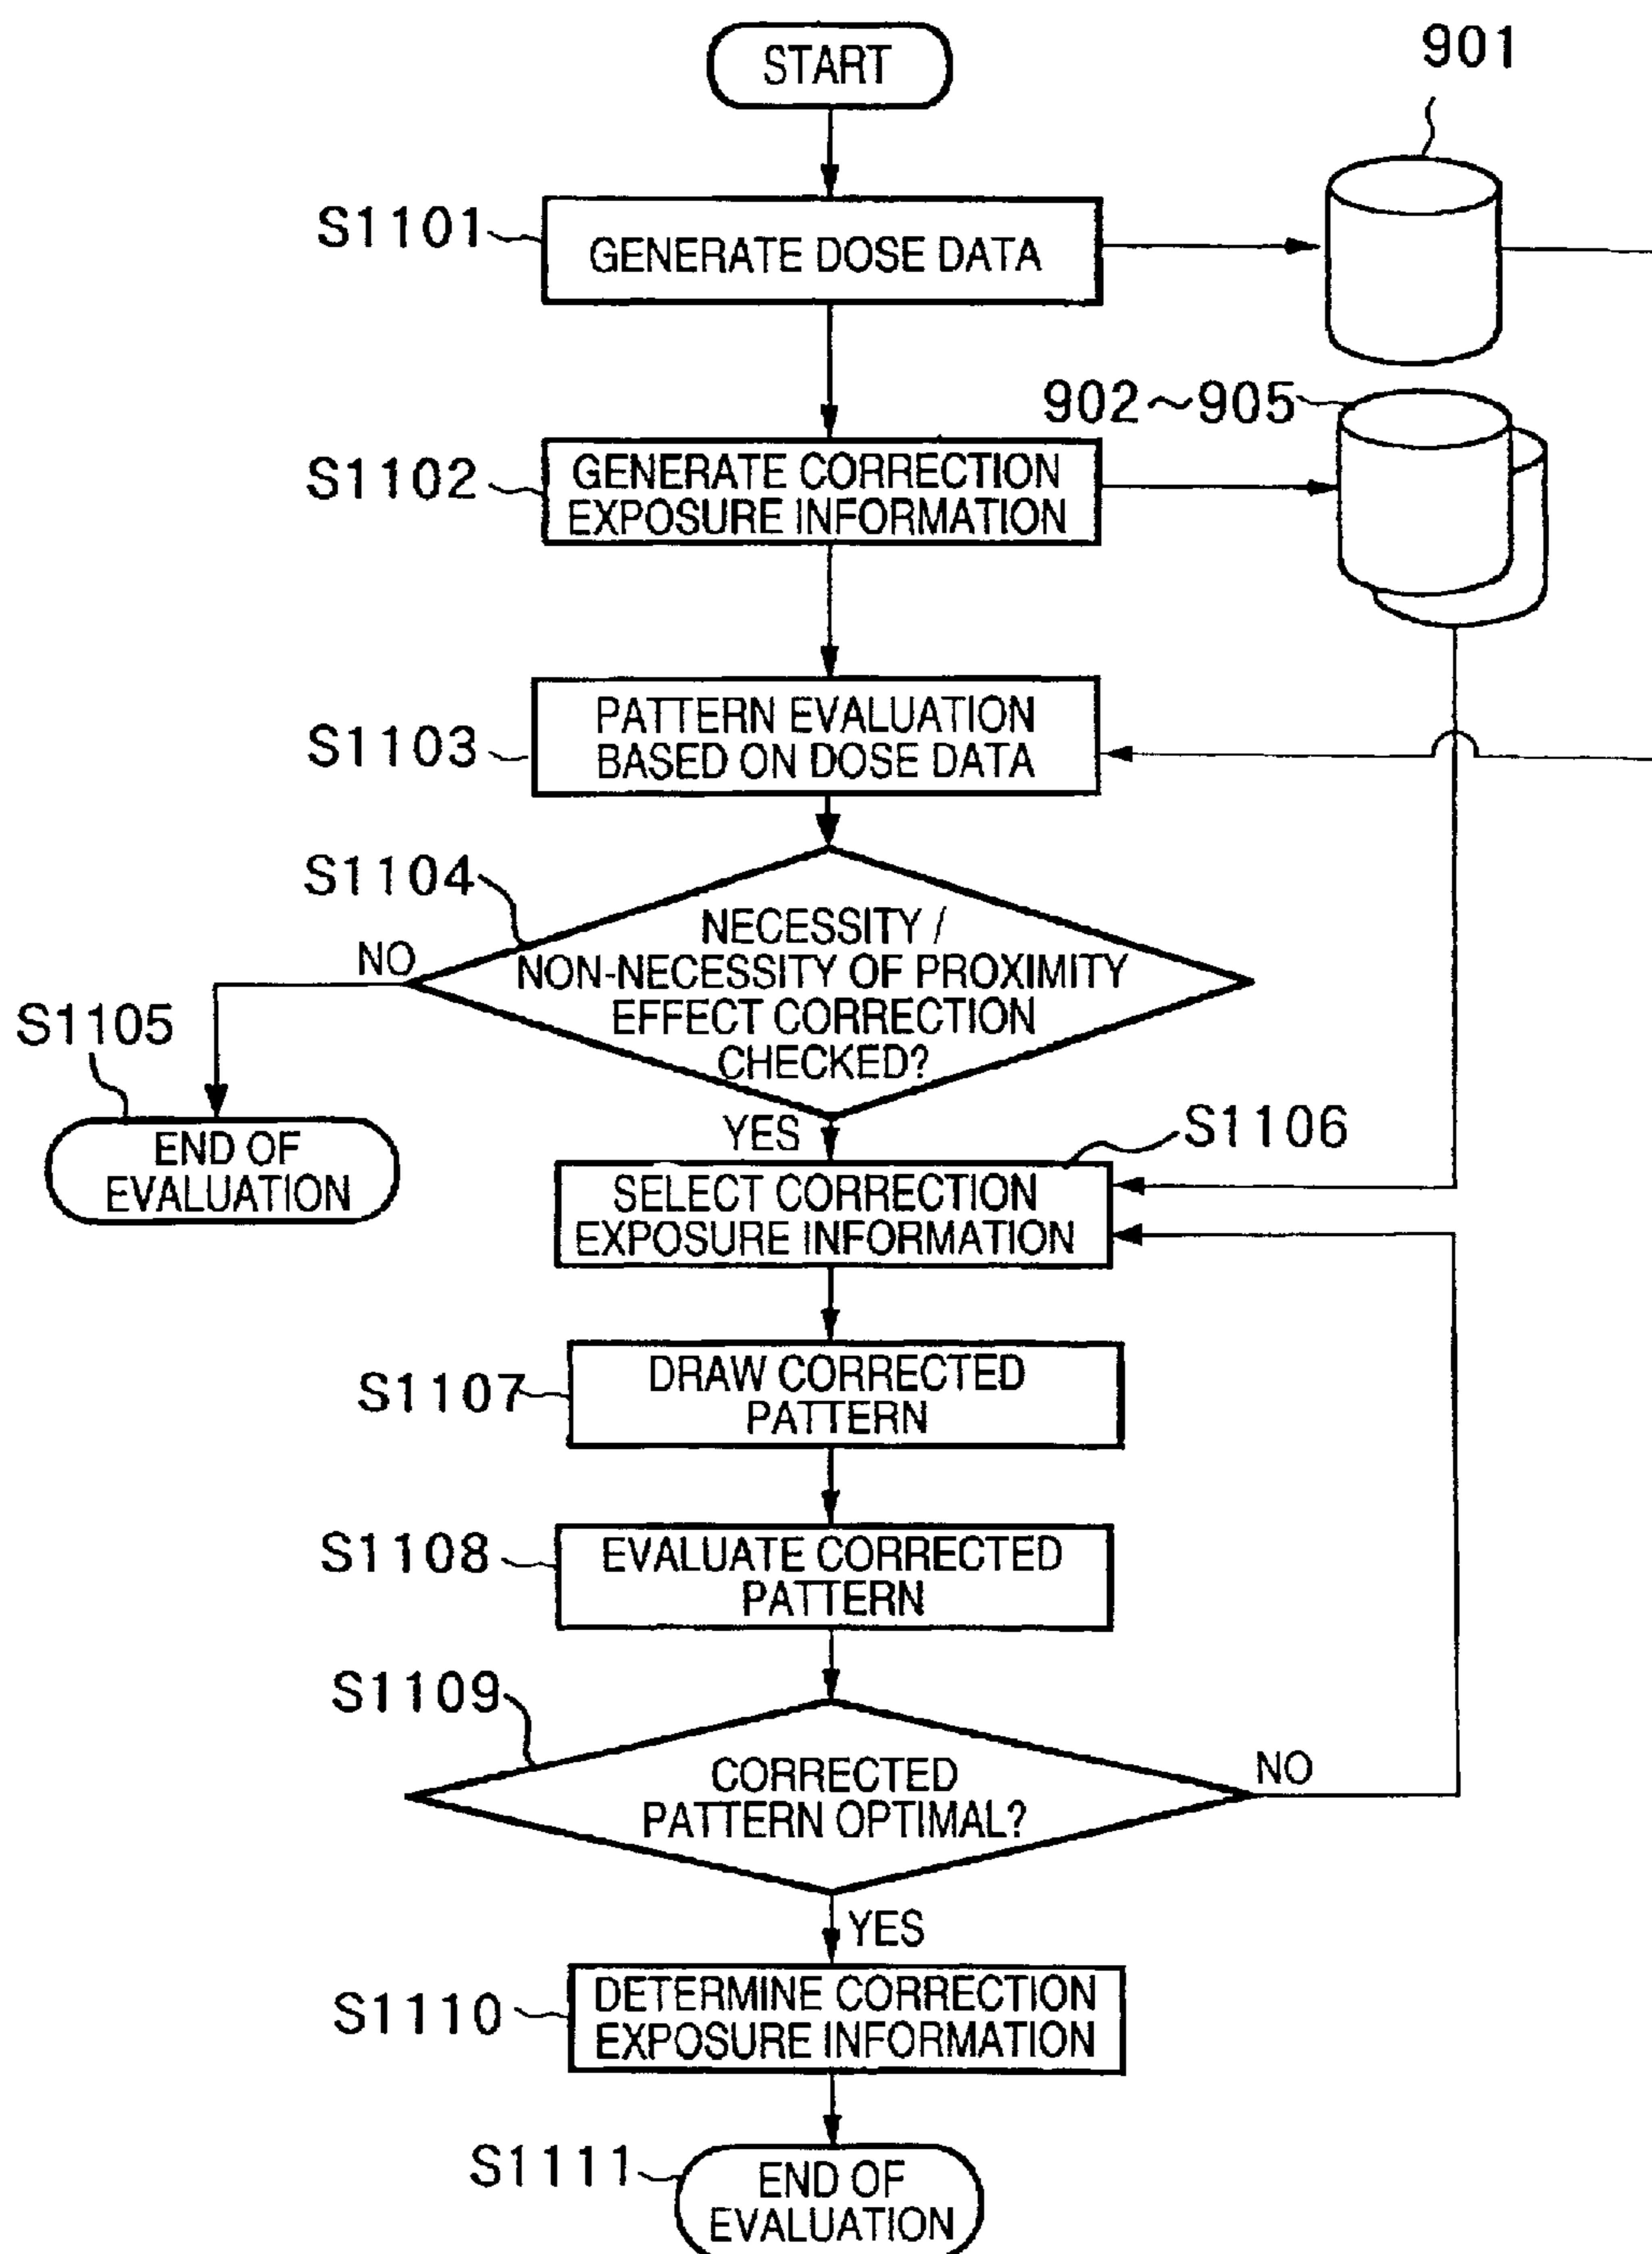 START
901
S1101
GENERATE DOSE DATA
902~905
S1102
GENERATE CORRECTION
EXPOSURE INFORMATION
S1103
PATTERN EVALUATION
BASED ON DOSE DATA
S1104
NECESSITY /
NON-NECESSITY OF PROXIMITY
EFFECT CORRECTION
CHECKED?
NO
S1105
END OF
EVALUATION
YES
S1106
SELECT CORRECTION
EXPOSURE INFORMATION
S1107
DRAW CORRECTED
PATTERN
S1108
EVALUATE CORRECTED
PATTERN
S1109
CORRECTED
PATTERN OPTIMAL?
NO
YES
S1110
DETERMINE CORRECTION
EXPOSURE INFORMATION
S1111
END OF
EVALUATION